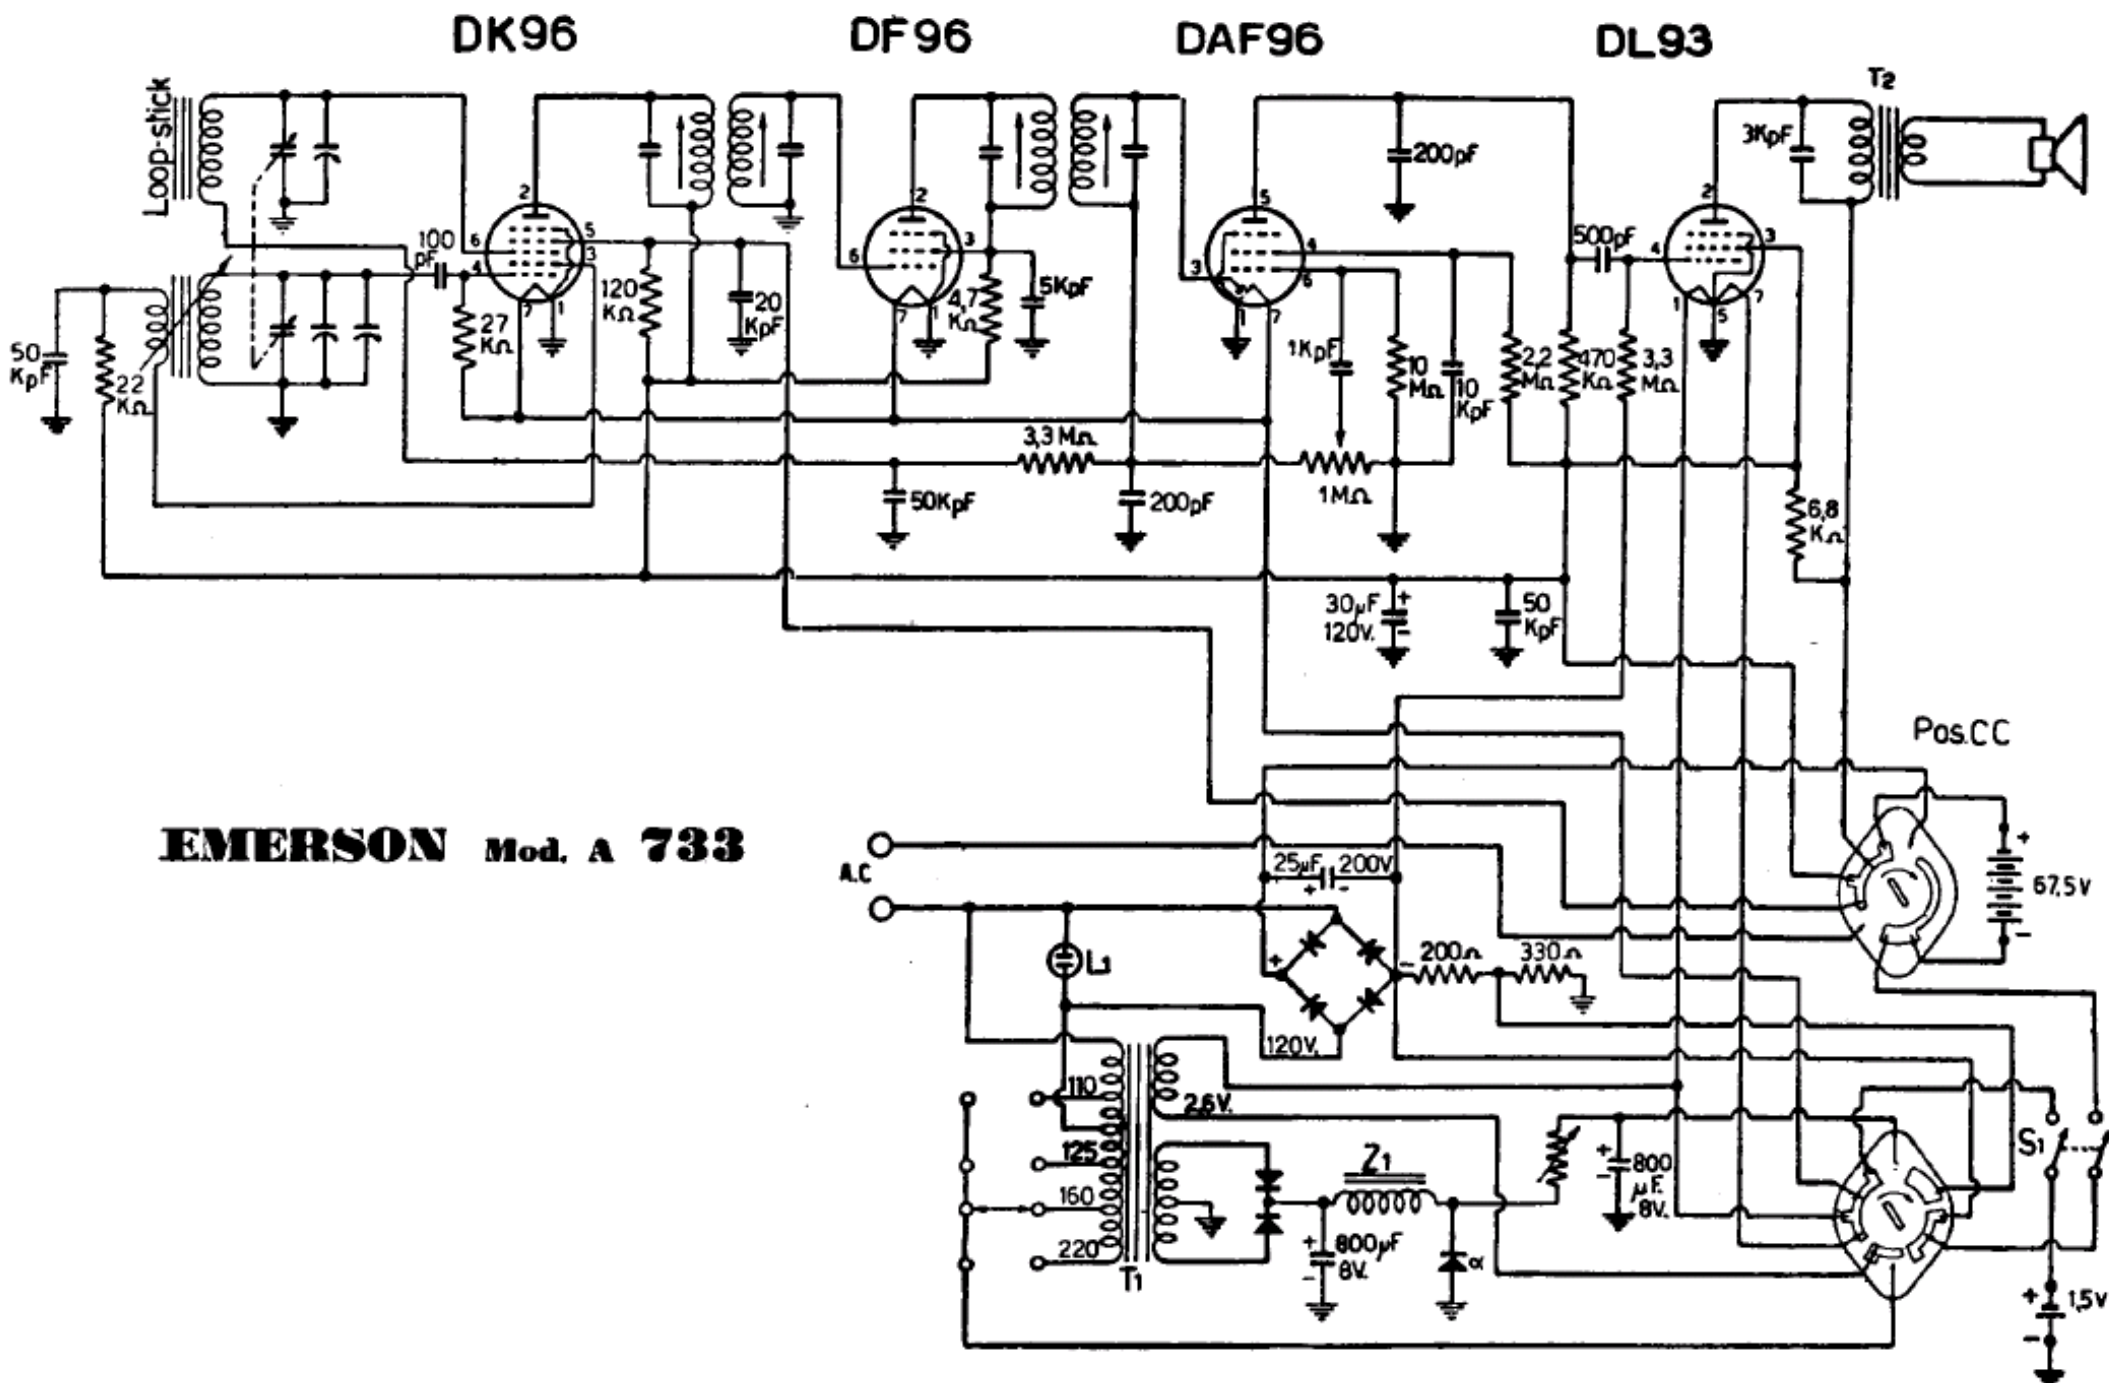 DK96
DF96
DAF96
DL93
T2
Loop-stick
3KpF
200pF
2
2
5
2
100
pF
6
5
3
4
7
1
6
3
7
1
3
4
6
1
7
500pF
4
3
1
5
7
50
KpF
22
KΩ
27
KΩ
120
KΩ
20
KpF
4,7
KΩ
5KpF
1KpF
10
MΩ
10
KpF
2,2
MΩ
470
KΩ
3,3
MΩ
3,3 MΩ
50KpF
200pF
1MΩ
6,8
KΩ
30µF
120V.
+
-
50
KpF
Pos.CC
EMERSON Mod. A 733
A.C
25µF 200V
+ -
+
67,5V
-
L1
+
-
200Ω
330Ω
120V.
110
2,6V.
125
160
220
T1
Z1
+
800µF
8V.
-
α
+
800
µF.
8V.
-
S1
+
1,5V
-